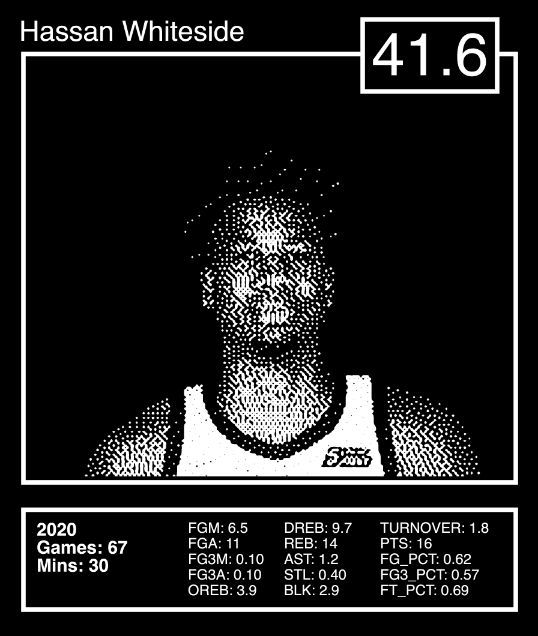 Hassan Whiteside
41.6
2020
Games: 67
Mins: 30
FGM: 6.5
FGA: 11
FG3M: 0.10
FG3A: 0.10
OREB: 3.9
DREB: 9.7
REB: 14
AST: 1.2
STL: 0.40
BLK: 2.9
TURNOVER: 1.8
PTS: 16
FG_PCT: 0.62
FG3_PCT: 0.57
FT_PCT: 0.69